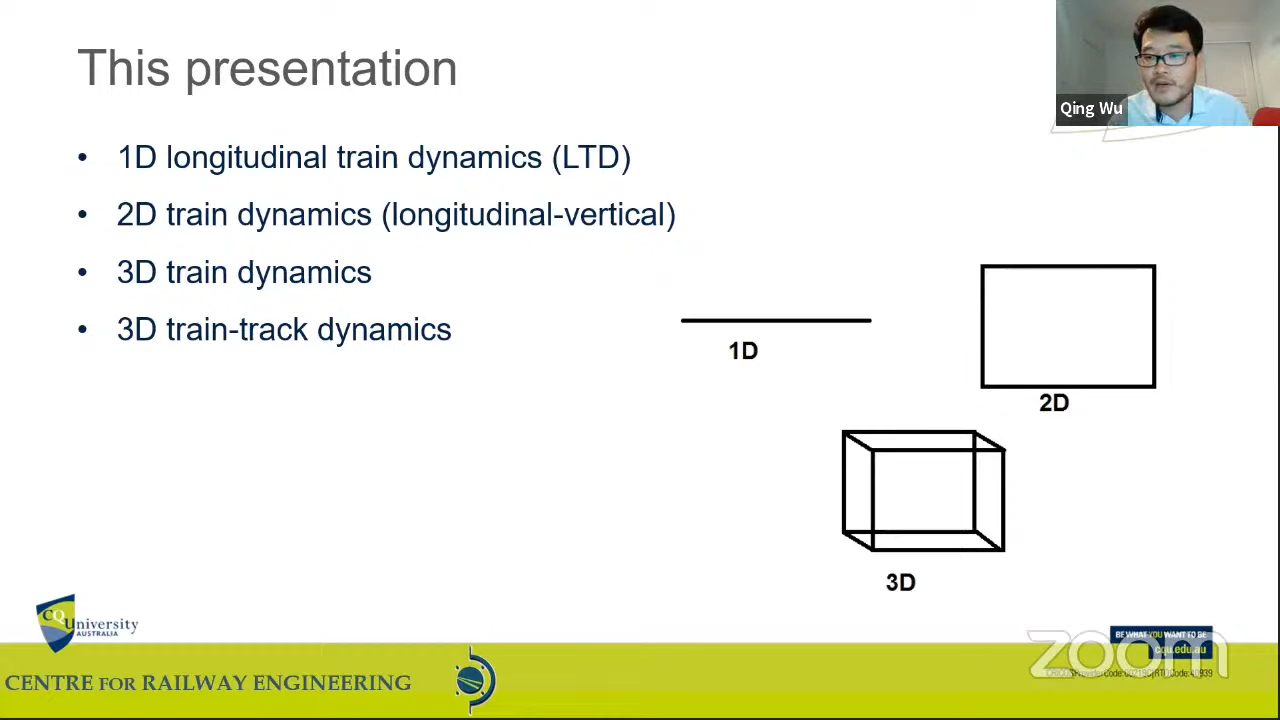 This presentation
Qing Wu
• 1D longitudinal train dynamics (LTD)
• 2D train dynamics (longitudinal-vertical)
• 3D train dynamics
• 3D train-track dynamics
1D
2D
3D
CQUniversity
AUSTRALIA
CENTRE FOR RAILWAY ENGINEERING
BE WHAT YOU WANT TO BE
cqu.edu.au
zoom